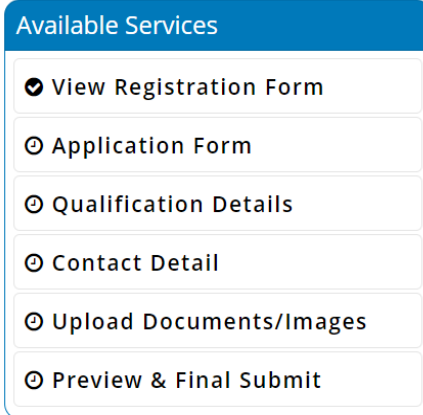 Available Services
View Registration Form
Application Form
Qualification Details
Contact Detail
Upload Documents/Images
Preview & Final Submit